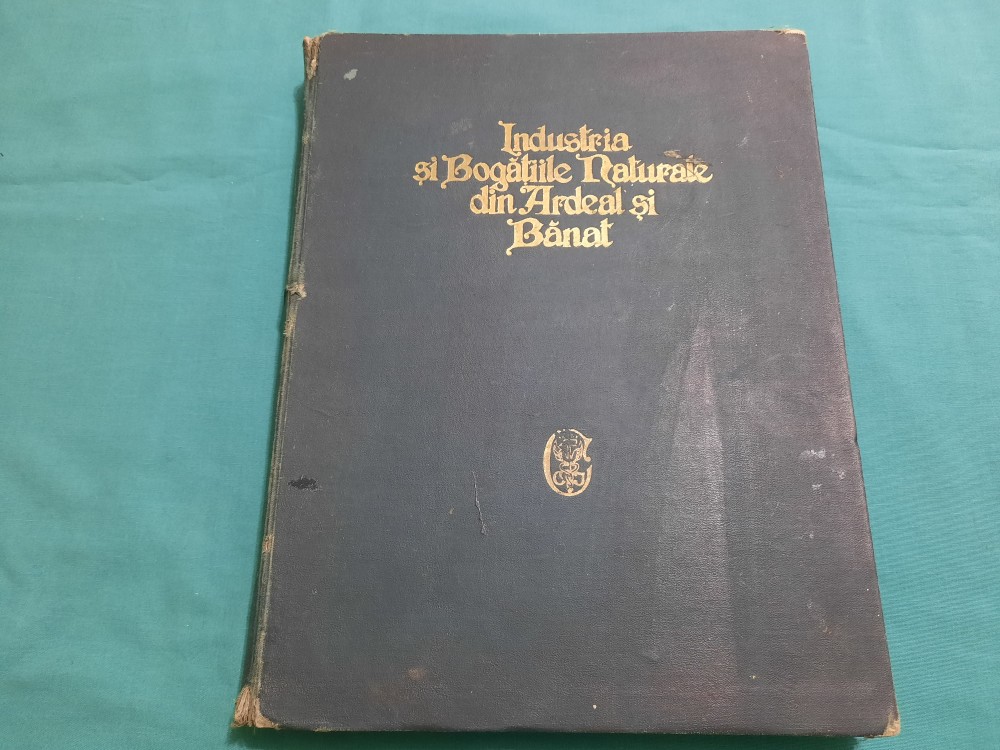 Industria
și Bogățiile Naturale
din Ardeal și
Bănat
C